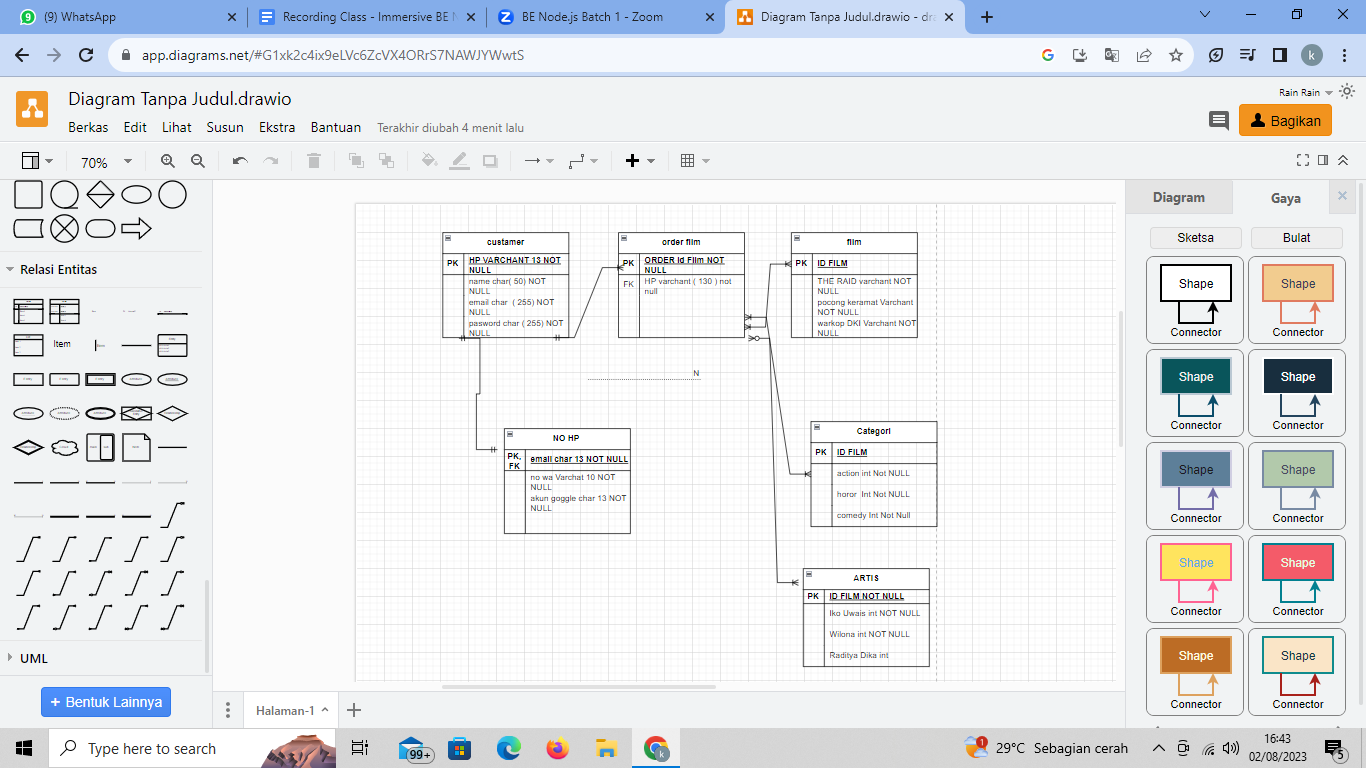 (9) WhatsApp
Recording Class - Immersive BE N
BE Node.js Batch 1 - Zoom
Diagram Tanpa Judul.drawio - dra
app.diagrams.net/#G1xk2c4ix9eLVc6ZcVX4ORrS7NAWJYWwtS
k
Diagram Tanpa Judul.drawio
Rain Rain
Berkas Edit Lihat Susun Ekstra Bantuan Terakhir diubah 4 menit lalu
Bagikan
70%
Relasi Entitas
Item
UML
+ Bentuk Lainnya
custamer
PK HP VARCHANT 13 NOT
NULL
name char( 50) NOT
NULL
email char ( 255) NOT
NULL
pasword char ( 255) NOT
NULL
order film
PK ORDER Id Film NOT
NULL
FK HP varchant ( 130 ) not
null
film
PK ID FILM
THE RAID varchant NOT
NULL
pocong keramat Varchant
NOT NULL
warkop DKI Varchant NOT
NULL
N
NO HP
PK,
FK email char 13 NOT NULL
no wa Varchat 10 NOT
NULL
akun goggle char 13 NOT
NULL
Categori
PK ID FILM
action int Not NULL
horor Int Not NULL
comedy Int Not Null
ARTIS
PK ID FILM NOT NULL
Iko Uwais int NOT NULL
Wilona int NOT NULL
Raditya Dika int
Diagram Gaya
Sketsa Bulat
Shape Shape
Connector Connector
Shape Shape
Connector Connector
Shape Shape
Connector Connector
Shape Shape
Connector Connector
Shape Shape
Connector Connector
Halaman-1
Type here to search
99+
k
1
29°C Sebagian cerah
16:43
02/08/2023
5